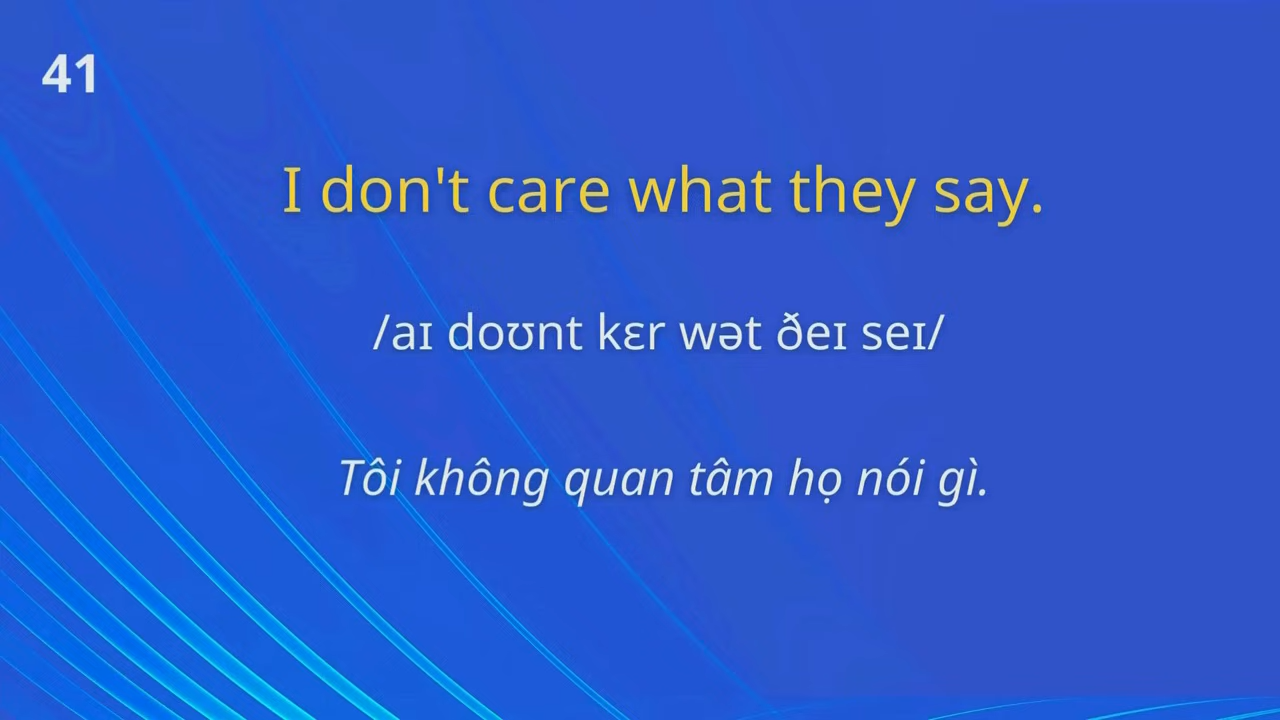 41
I don't care what they say.
/aɪ doʊnt kɛr wət ðeɪ seɪ/
Tôi không quan tâm họ nói gì.